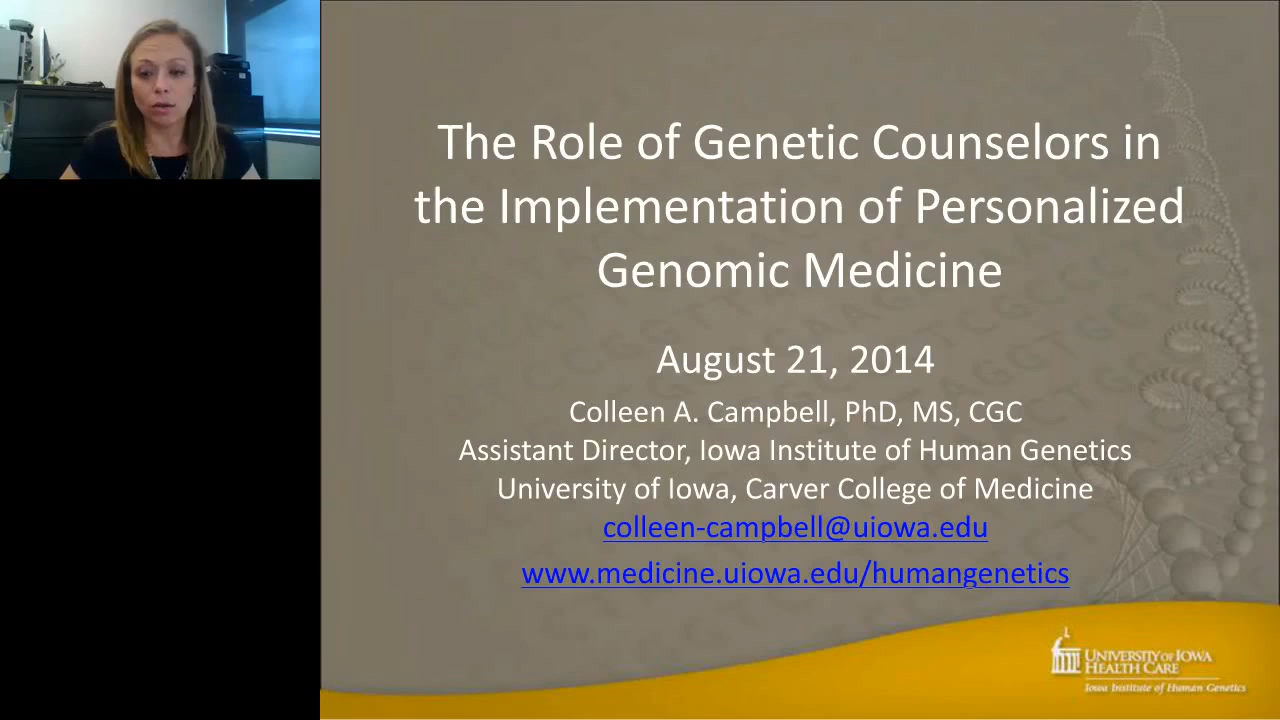 The Role of Genetic Counselors in
the Implementation of Personalized
Genomic Medicine
August 21, 2014
Colleen A. Campbell, PhD, MS, CGC
Assistant Director, Iowa Institute of Human Genetics
University of Iowa, Carver College of Medicine
colleen-campbell@uiowa.edu
www.medicine.uiowa.edu/humangenetics
UNIVERSITY OF IOWA
HEALTH CARE
Iowa Institute of Human Genetics